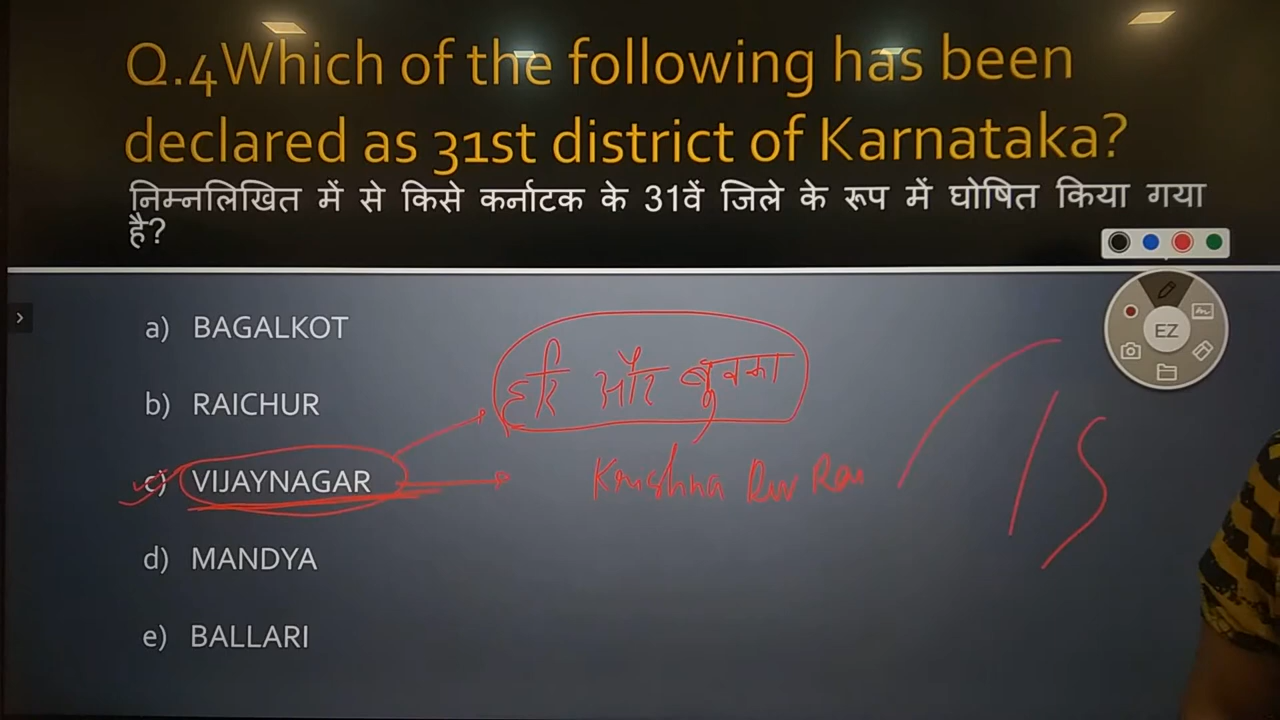 Q.4Which of the following has been
declared as 31st district of Karnataka?
निम्नलिखित में से किसे कर्नाटक के 31वें जिले के रूप में घोषित किया गया
है?
a) BAGALKOT
b) RAICHUR
c) VIJAYNAGAR
d) MANDYA
e) BALLARI
हरि और बुक्का
Krishna Dev Rai
EZ